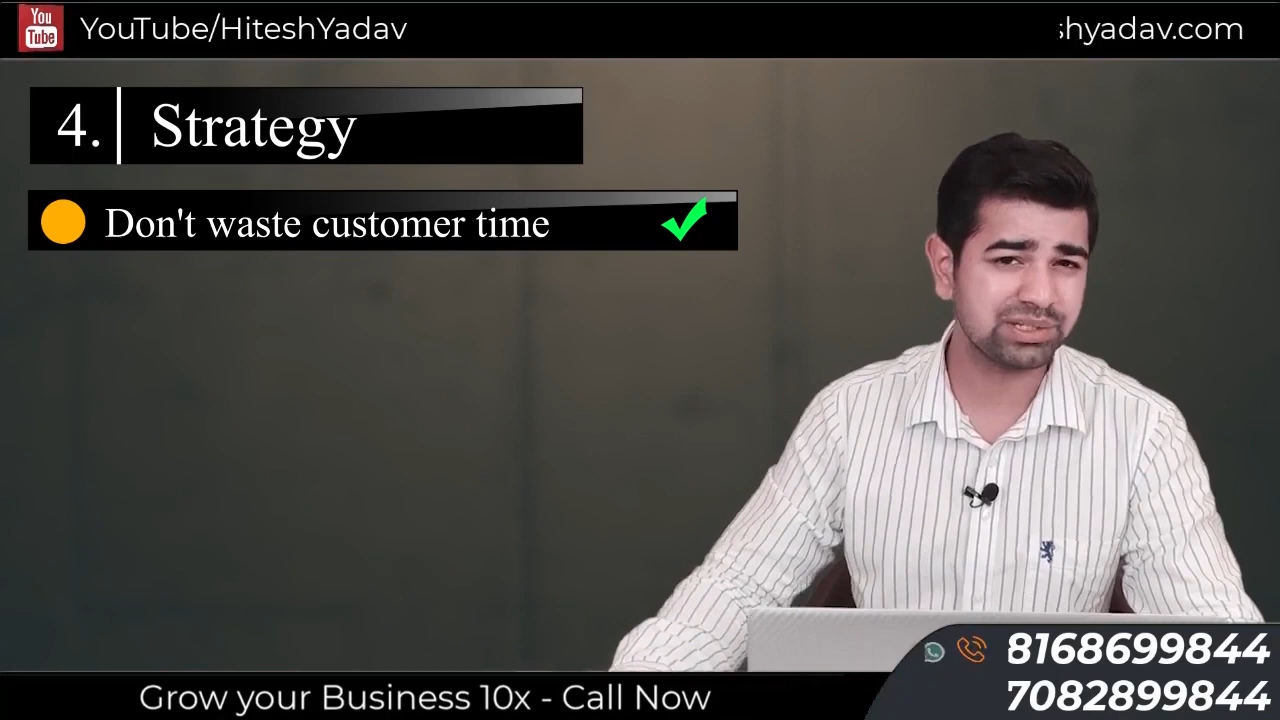 You
Tube
YouTube/HiteshYadav
shyadav.com
4. Strategy
Don't waste customer time
8168699844
7082899844
Grow your Business 10x - Call Now